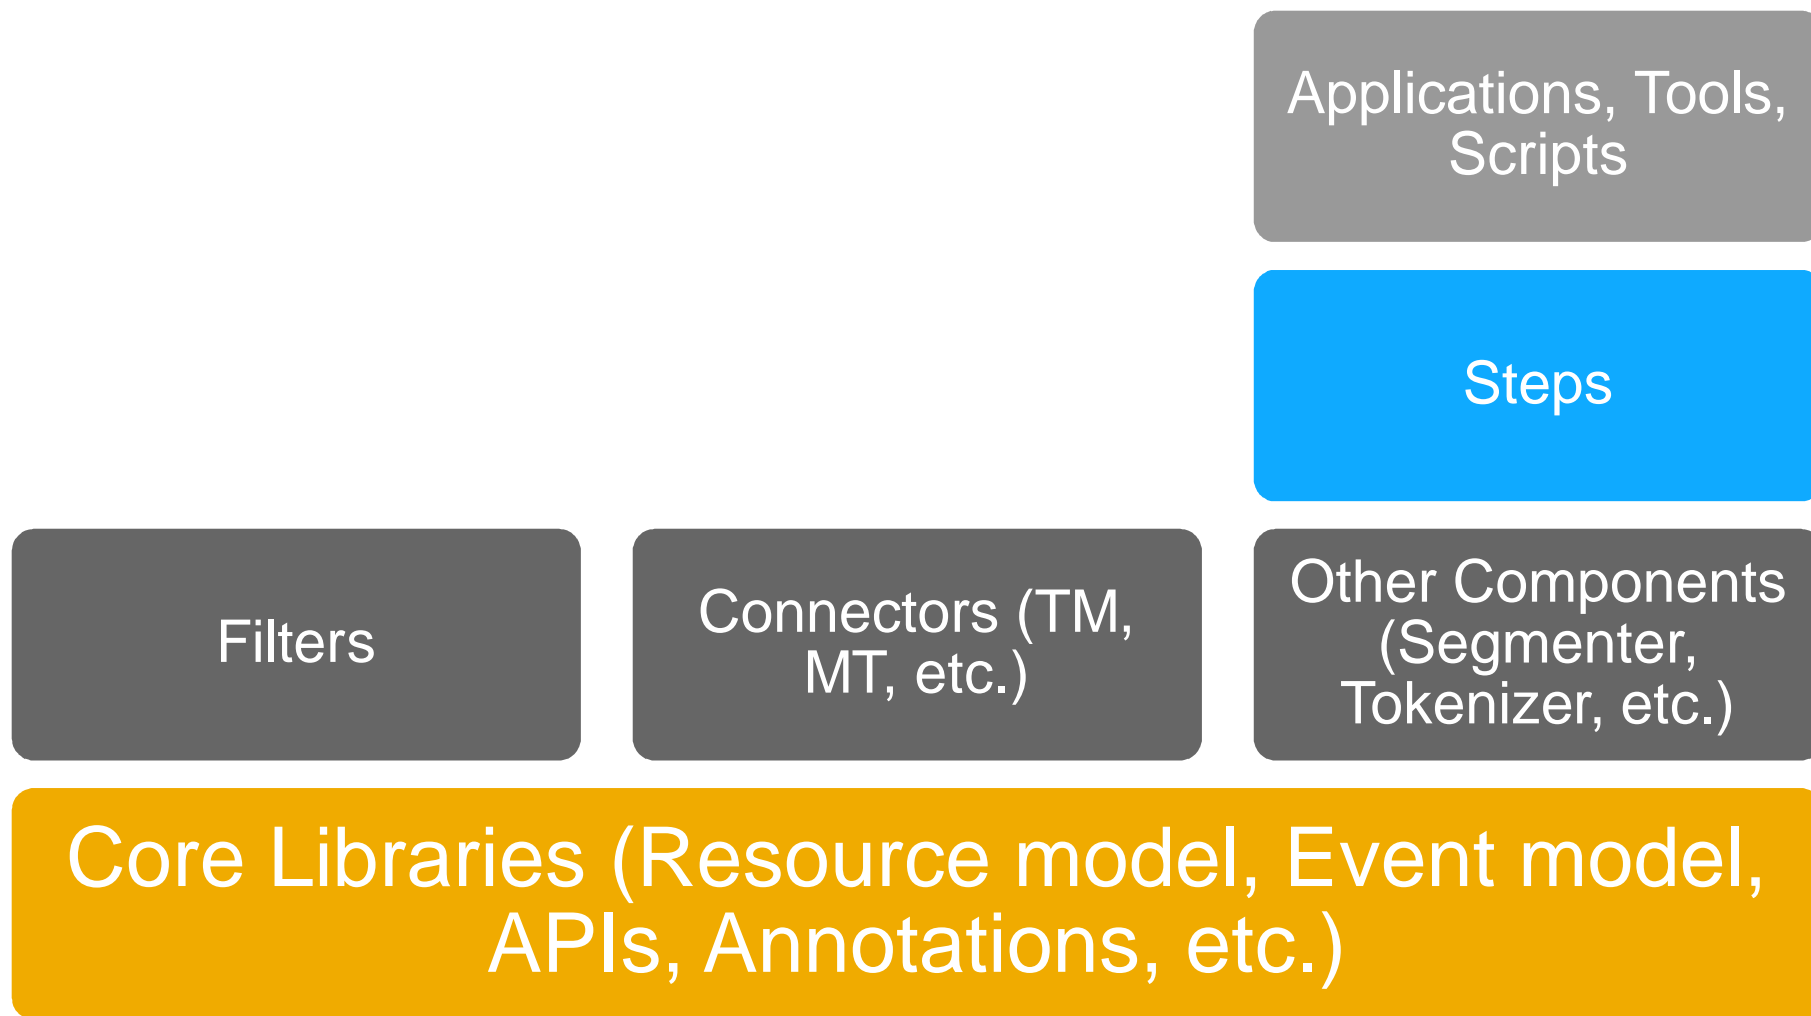 Applications, Tools,
Scripts
Steps
Filters
Connectors (TM,
MT, etc.)
Other Components
(Segmenter,
Tokenizer, etc.)
Core Libraries (Resource model, Event model,
APIs, Annotations, etc.)